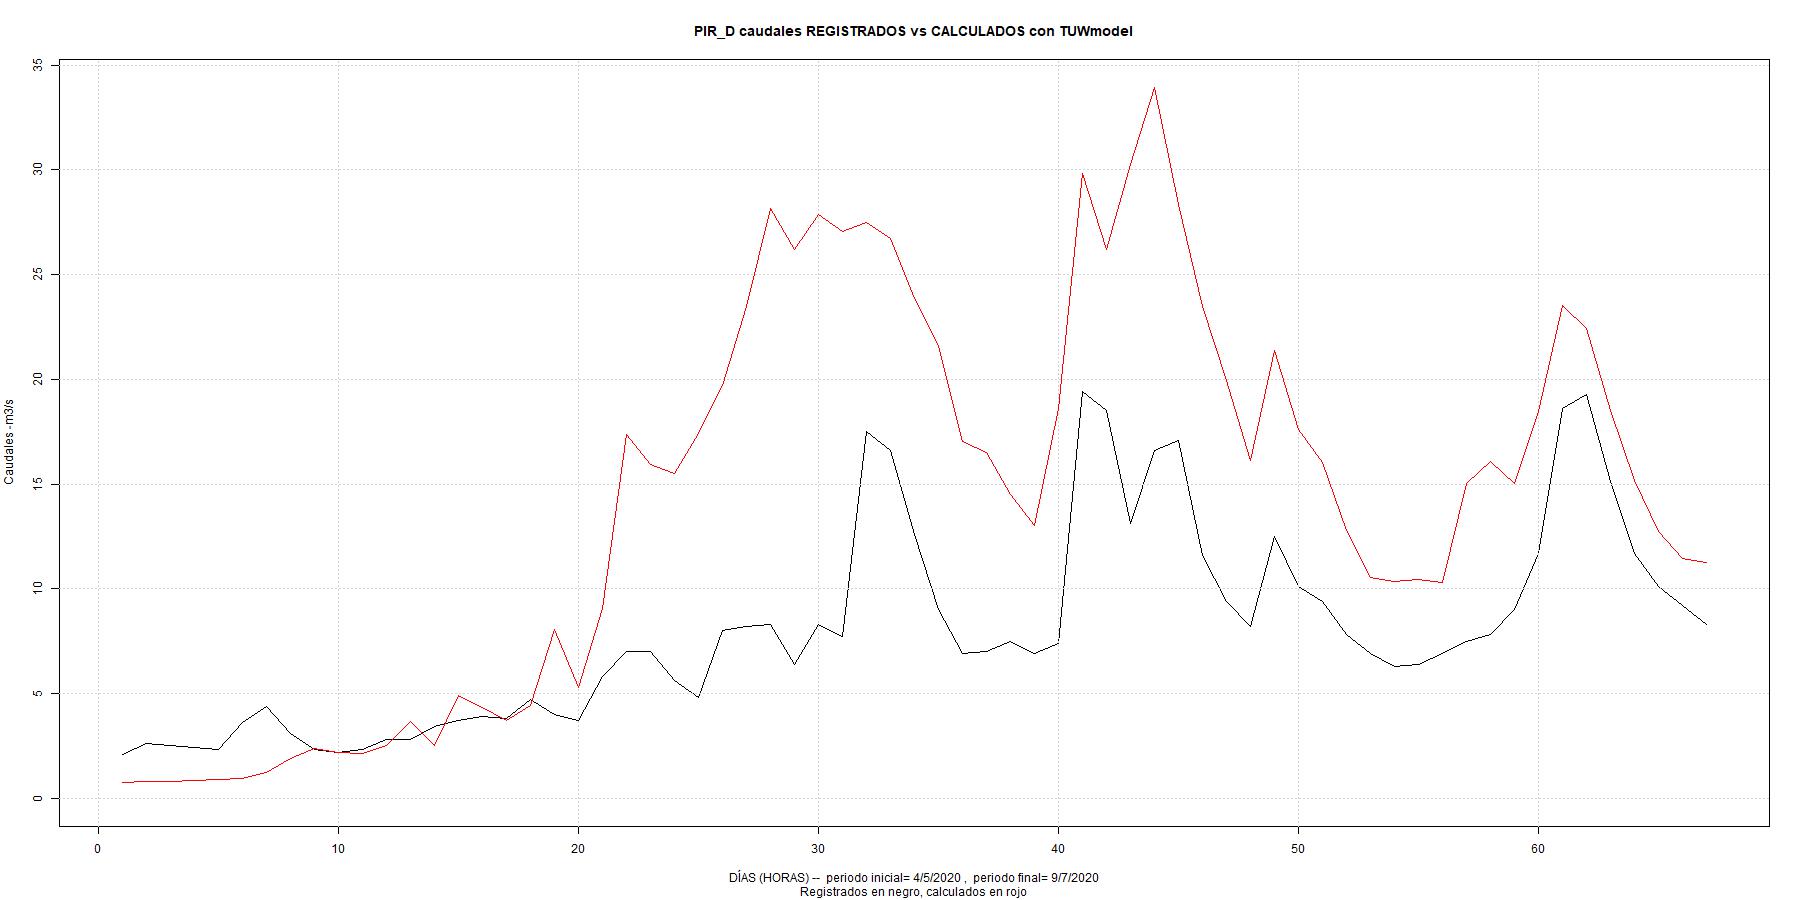 PIR_D caudales REGISTRADOS vs CALCULADOS con TUWmodel
35
30
25
20
15
10
5
0
Caudales -m3/s
0 10 20 30 40 50 60
DÍAS (HORAS) -- periodo inicial= 4/5/2020 , periodo final= 9/7/2020
Registrados en negro, calculados en rojo